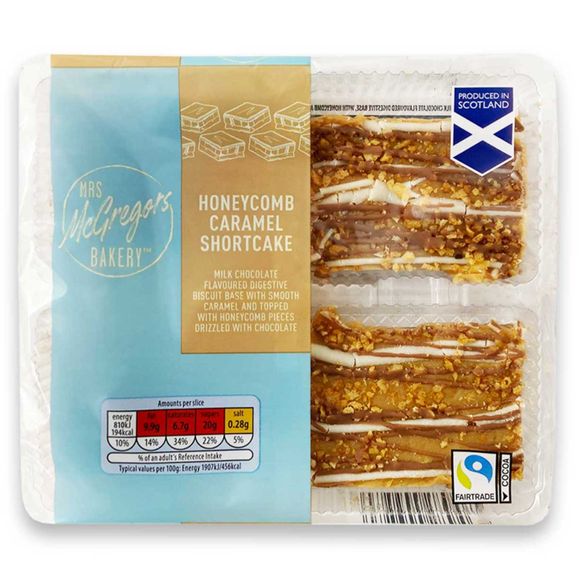 PRODUCED IN
SCOTLAND
MRS
McGregors
BAKERY™
HONEYCOMB
CARAMEL
SHORTCAKE
MILK CHOCOLATE
FLAVOURED DIGESTIVE
BISCUIT BASE WITH SMOOTH
CARAMEL AND TOPPED
WITH HONEYCOMB PIECES
DRIZZLED WITH CHOCOLATE
Amounts per slice
energy
810kJ
194kcal
10%
fat
9.9g
14%
saturates
6.7g
34%
sugars
20g
22%
salt
0.28g
5%
% of an adult's Reference Intake
Typical values per 100g: Energy 1907kJ/456kcal
FAIRTRADE
COCOA